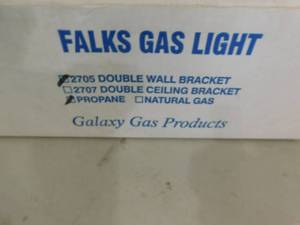 FALKS GAS LIGHT
2705 DOUBLE WALL BRACKET
2707 DOUBLE CEILING BRACKET
PROPANE NATURAL GAS
Galaxy Gas Products